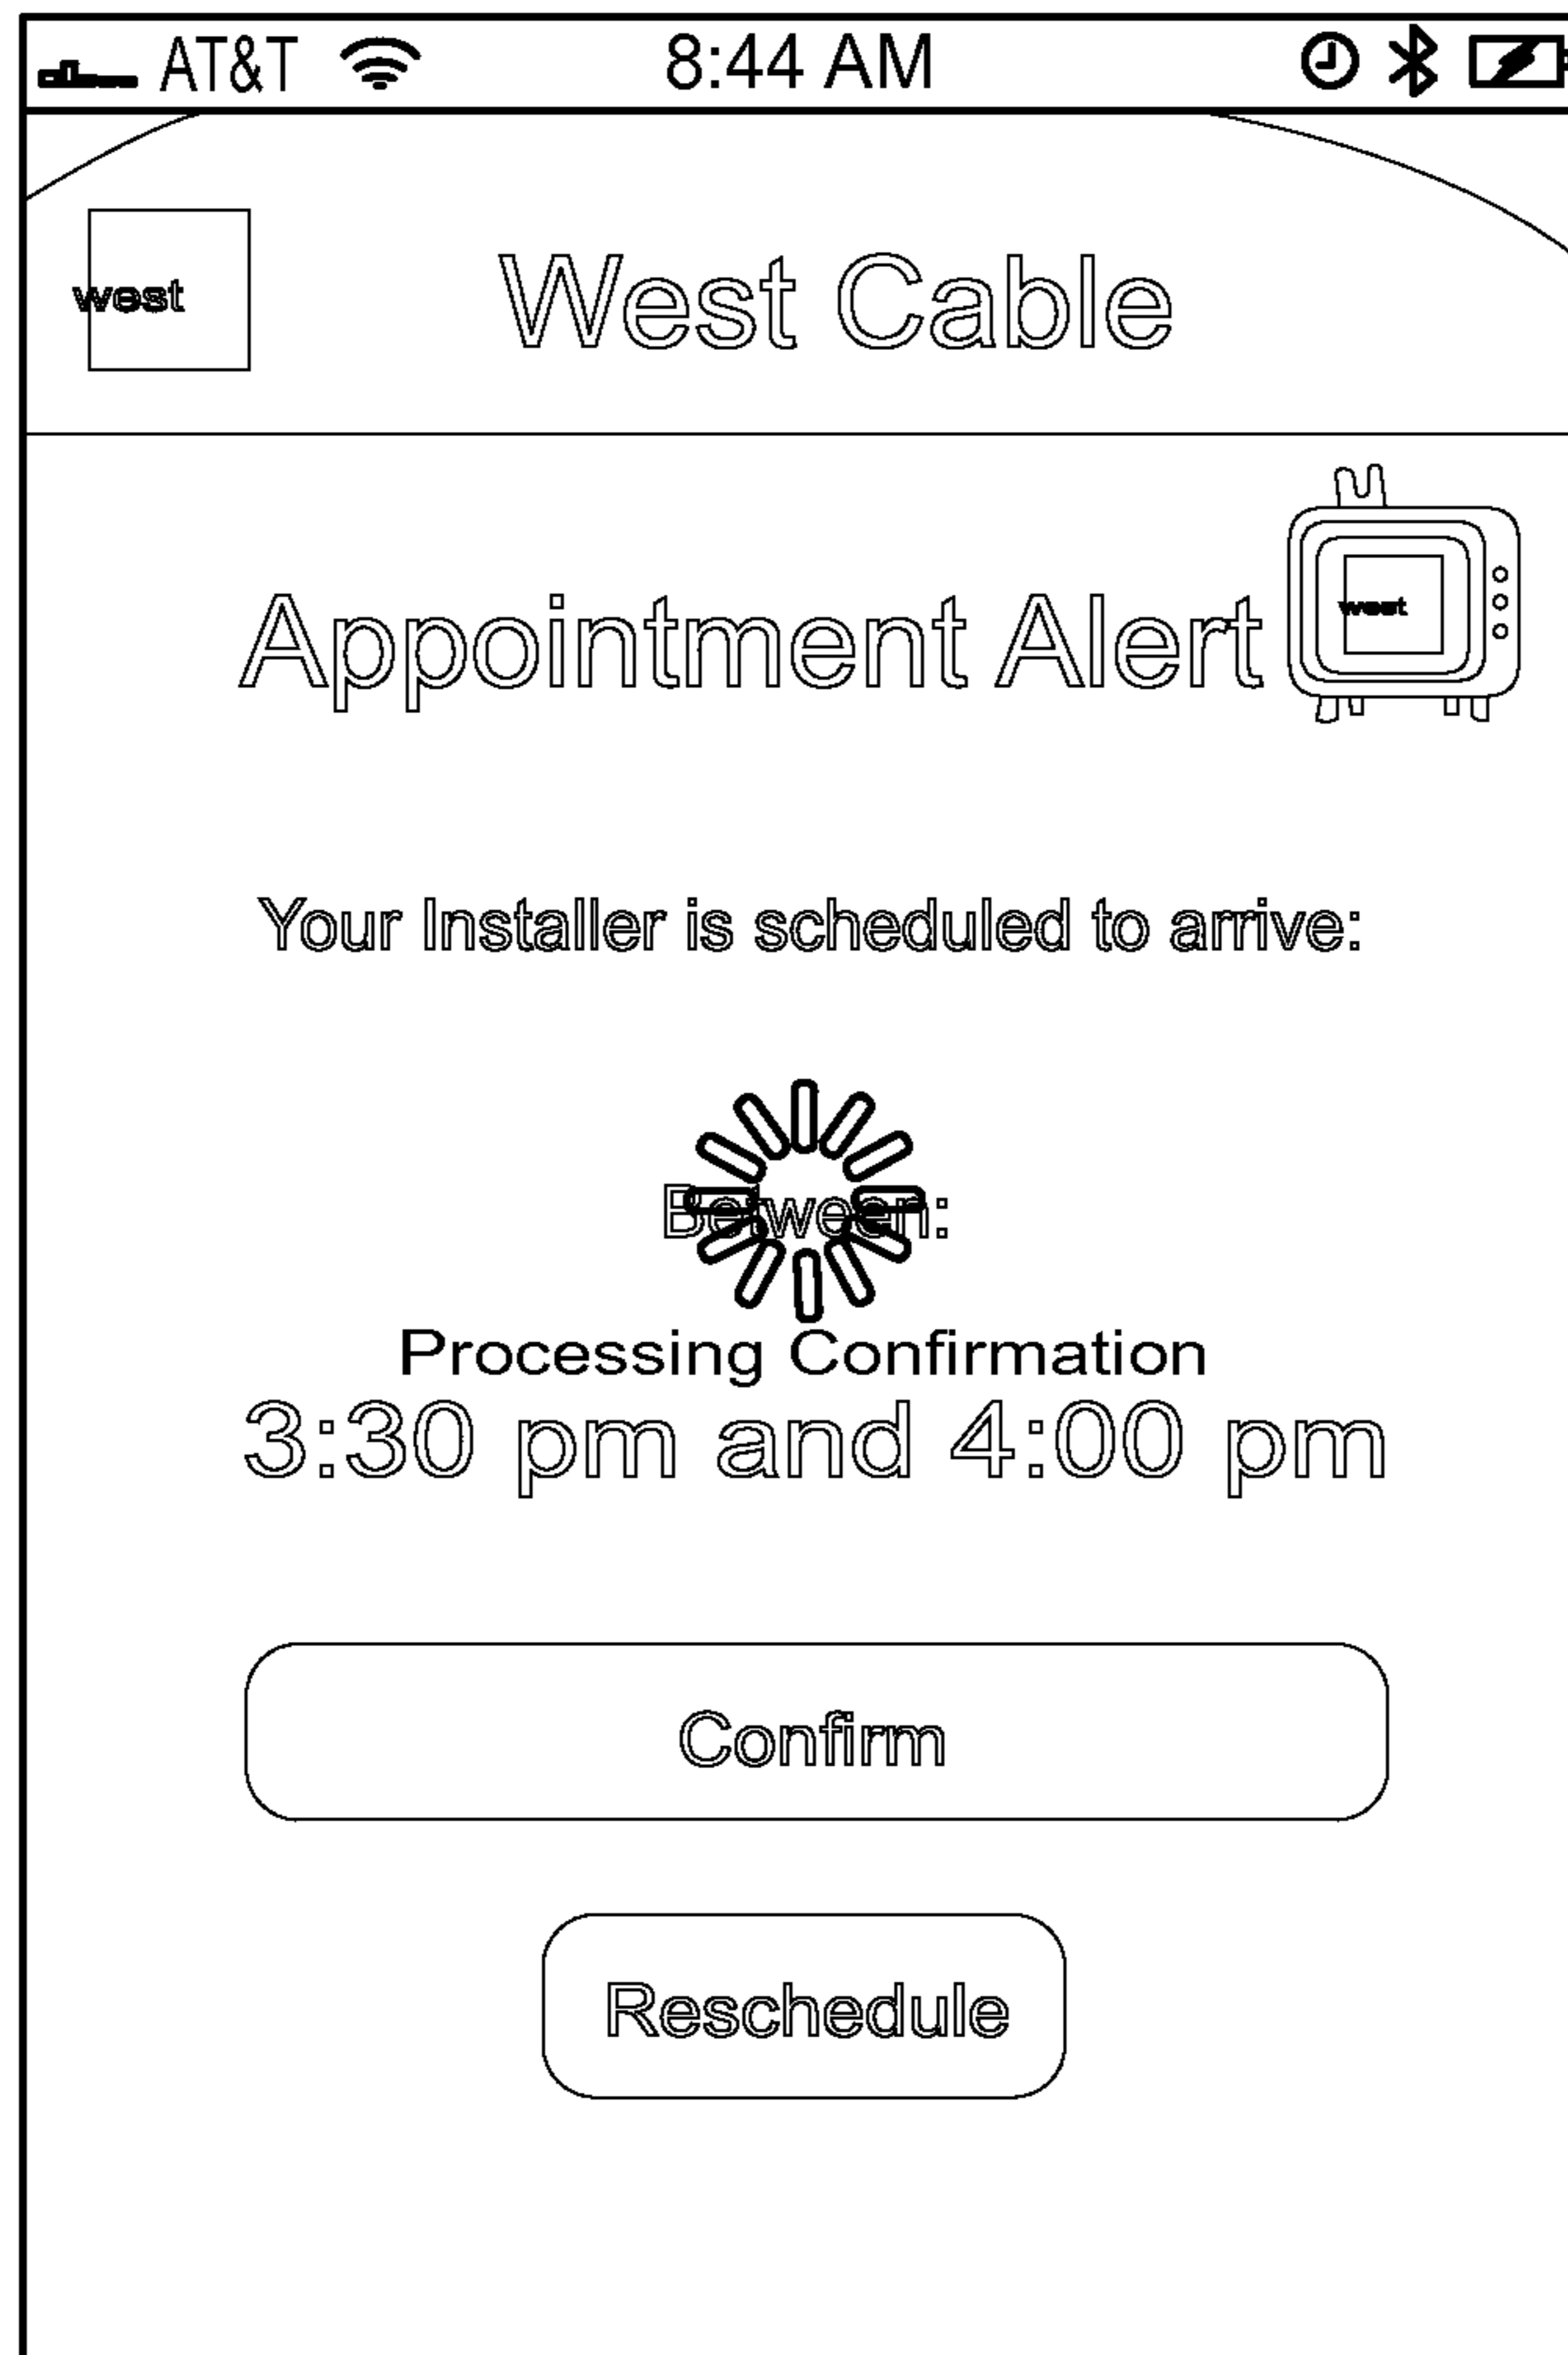 AT&T 8:44 AM
west West Cable
Appointment Alert
west
Your Installer is scheduled to arrive:
Between:
Processing Confirmation
3:30 pm and 4:00 pm
Confirm
Reschedule